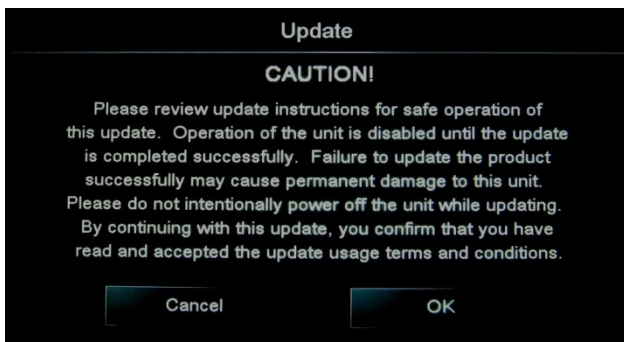 Update
CAUTION!
Please review update instructions for safe operation of
this update.  Operation of the unit is disabled until the update
is completed successfully.  Failure to update the product
successfully may cause permanent damage to this unit.
Please do not intentionally power off the unit while updating.
By continuing with this update, you confirm that you have
read and accepted the update usage terms and conditions.
Cancel
OK